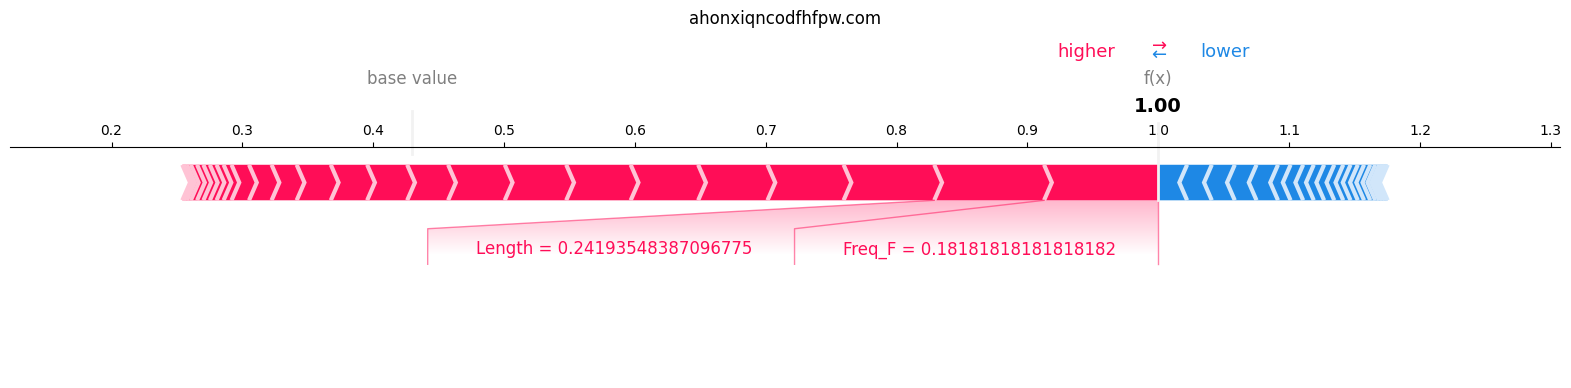 ahonxiqncodfhfpw.com
higher ⇄ lower
base value f(x)
1.00
0.2 0.3 0.4 0.5 0.6 0.7 0.8 0.9 1.0 1.1 1.2 1.3
Length = 0.24193548387096775 Freq_F = 0.18181818181818182